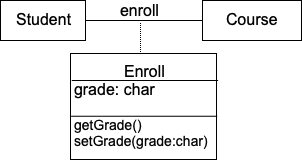 Student
enroll
Course
Enroll
grade: char
getGrade()
setGrade(grade:char)